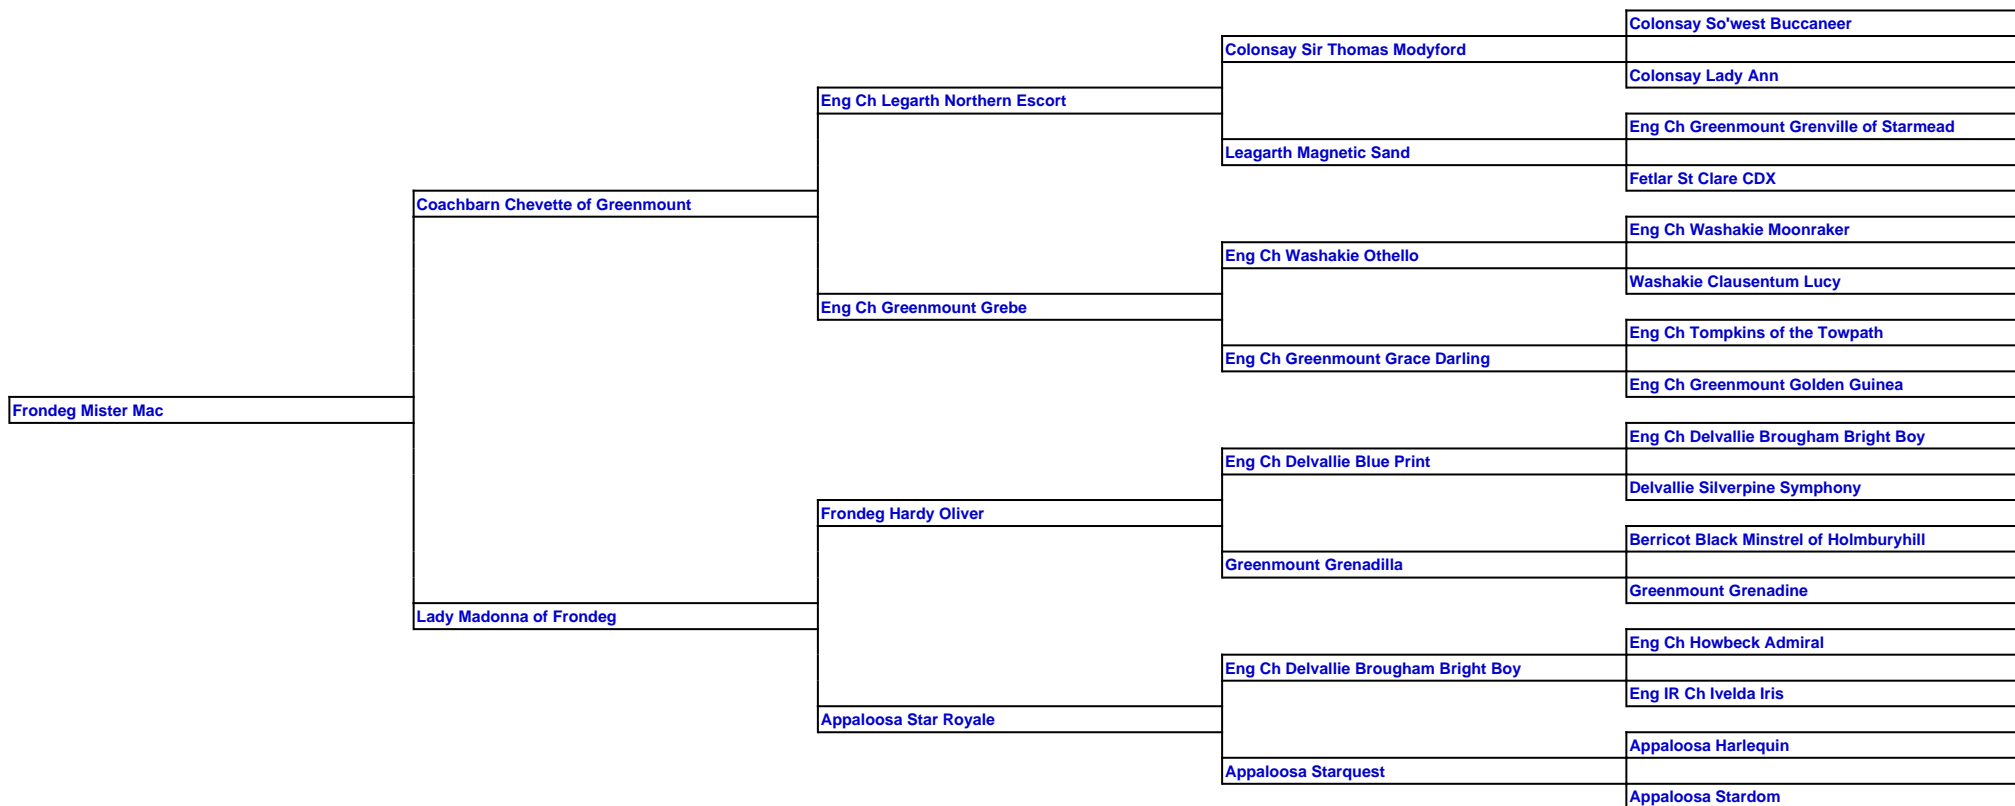 Colonsay So'west Buccaneer
Colonsay Sir Thomas Modyford
Colonsay Lady Ann
Eng Ch Legarth Northern Escort
Eng Ch Greenmount Grenville of Starmead
Leagarth Magnetic Sand
Fetlar St Clare CDX
Coachbarn Chevette of Greenmount
Eng Ch Washakie Moonraker
Eng Ch Washakie Othello
Washakie Clausentum Lucy
Eng Ch Greenmount Grebe
Eng Ch Tompkins of the Towpath
Eng Ch Greenmount Grace Darling
Eng Ch Greenmount Golden Guinea
Frondeg Mister Mac
Eng Ch Delvallie Brougham Bright Boy
Eng Ch Delvallie Blue Print
Delvallie Silverpine Symphony
Frondeg Hardy Oliver
Berricot Black Minstrel of Holmburyhill
Greenmount Grenadilla
Greenmount Grenadine
Lady Madonna of Frondeg
Eng Ch Howbeck Admiral
Eng Ch Delvallie Brougham Bright Boy
Eng IR Ch Ivelda Iris
Appaloosa Star Royale
Appaloosa Harlequin
Appaloosa Starquest
Appaloosa Stardom